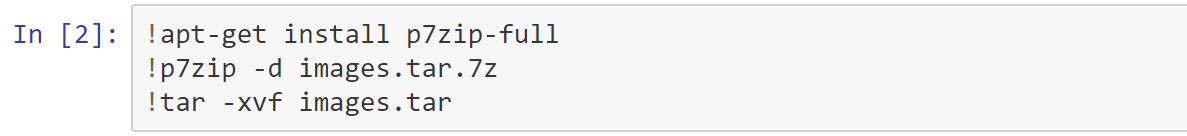 In [2]: !apt-get install p7zip-full
!p7zip -d images.tar.7z
!tar -xvf images.tar